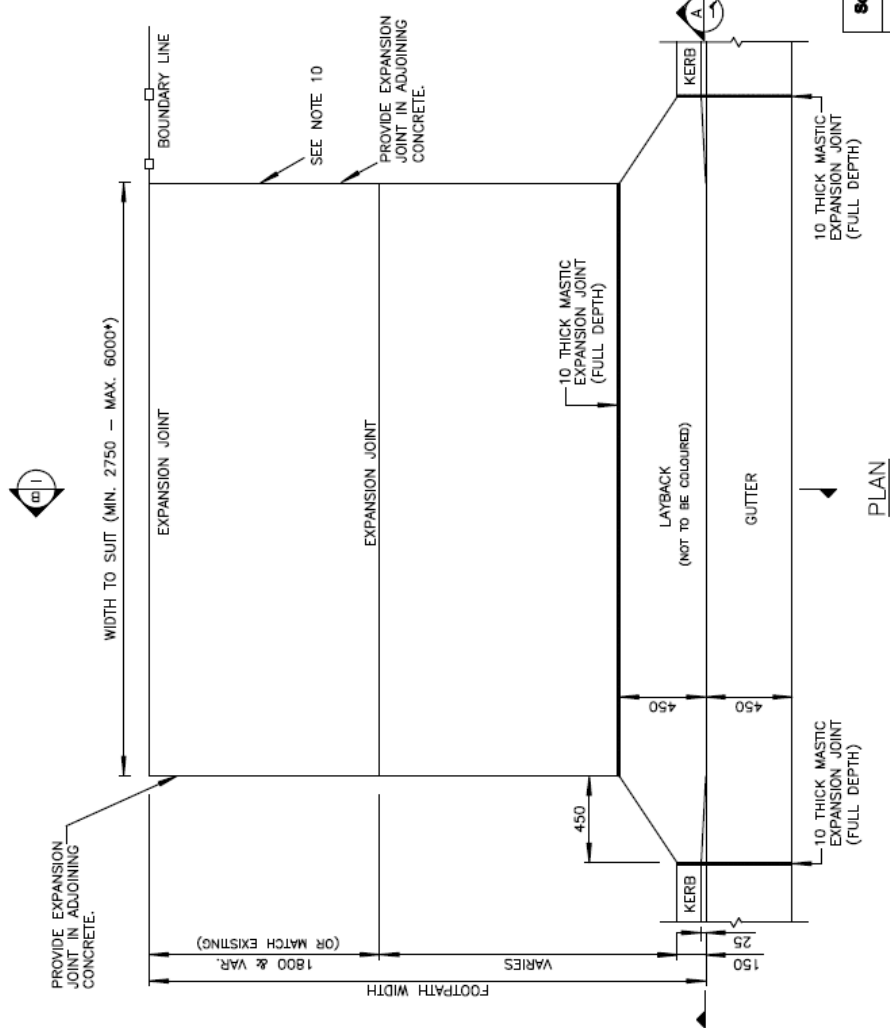 B
1
WIDTH TO SUIT (MIN. 2750 – MAX. 6000*)
BOUNDARY LINE
PROVIDE EXPANSION
JOINT IN ADJOINING
CONCRETE.
EXPANSION JOINT
SEE NOTE 10
PROVIDE EXPANSION
JOINT IN ADJOINING
CONCRETE.
FOOTPATH WIDTH
1800 & VAR.
(OR MATCH EXISTING)
EXPANSION JOINT
VARIES
10 THICK MASTIC
EXPANSION JOINT
(FULL DEPTH)
450
KERB
LAYBACK
(NOT TO BE COLOURED)
450
KERB
A
1
150
25
GUTTER
450
10 THICK MASTIC
EXPANSION JOINT
(FULL DEPTH)
10 THICK MASTIC
EXPANSION JOINT
(FULL DEPTH)
PLAN